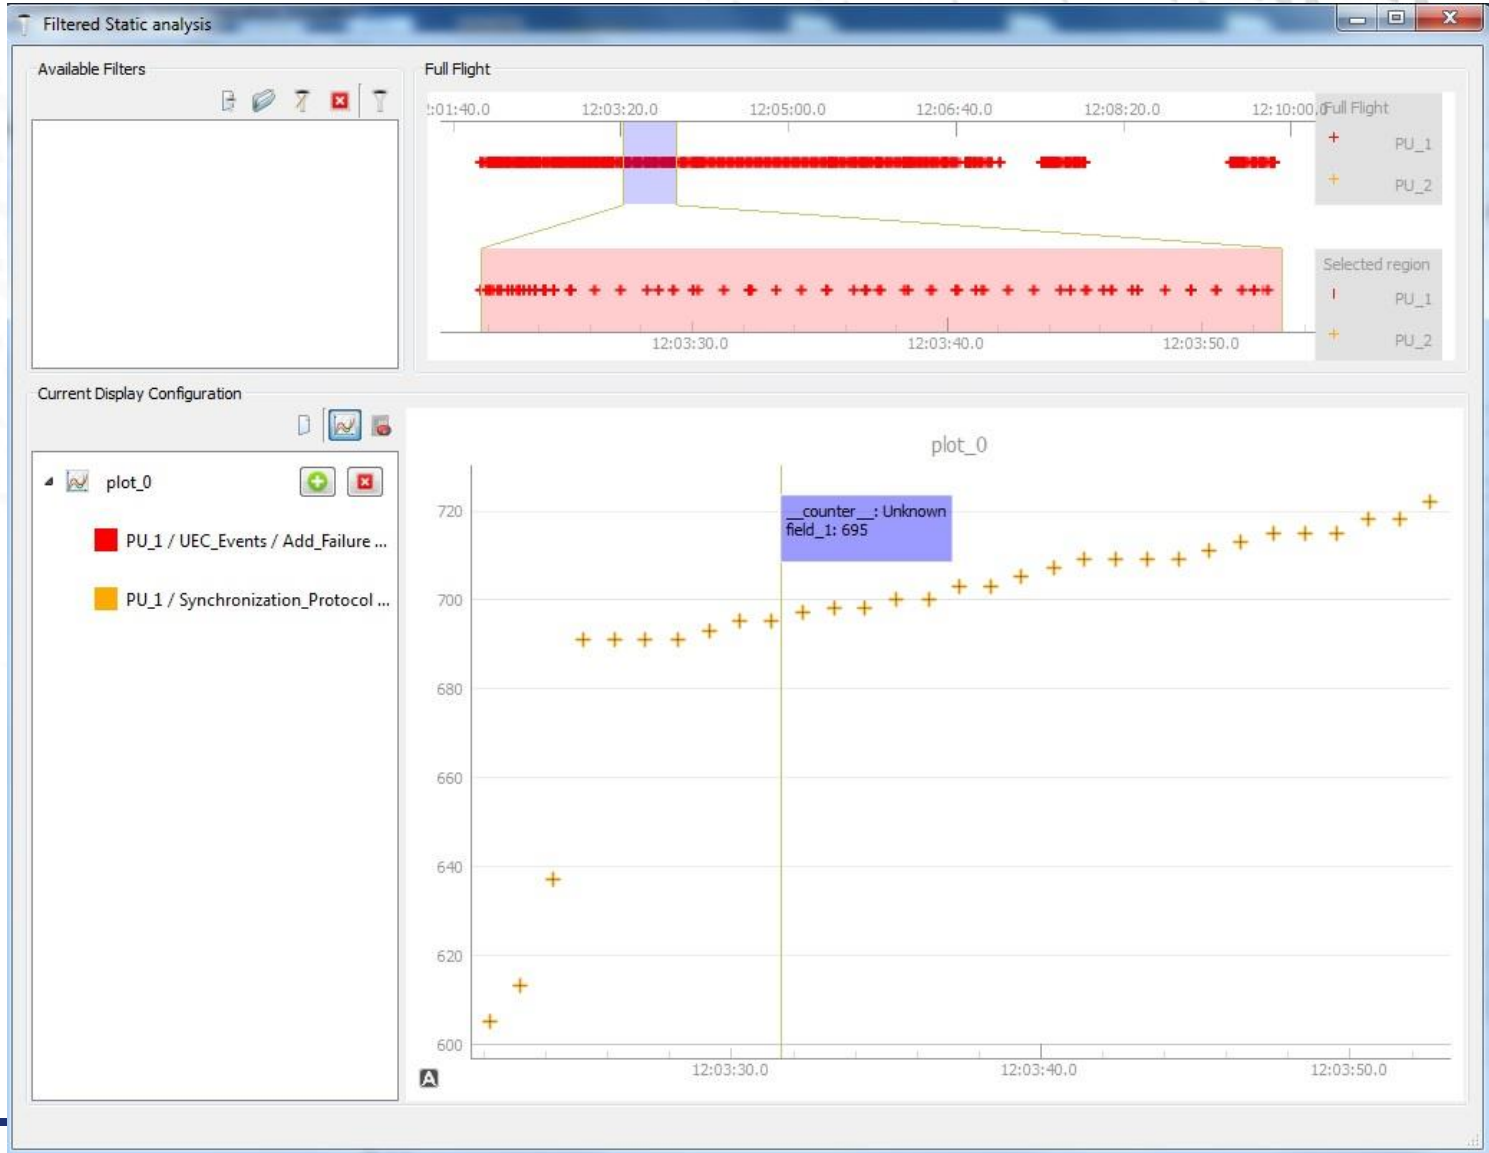 Filtered Static analysis
Available Filters
Full Flight
:01:40.0 12:03:20.0 12:05:00.0 12:06:40.0 12:08:20.0 12:10:00.0
Full Flight
PU_1
PU_2
Selected region
PU_1
PU_2
12:03:30.0 12:03:40.0 12:03:50.0
Current Display Configuration
plot_0
PU_1 / UEC_Events / Add_Failure ...
PU_1 / Synchronization_Protocol ...
plot_0
720
700
680
660
640
620
600
__counter__: Unknown
field_1: 695
12:03:30.0 12:03:40.0 12:03:50.0
A